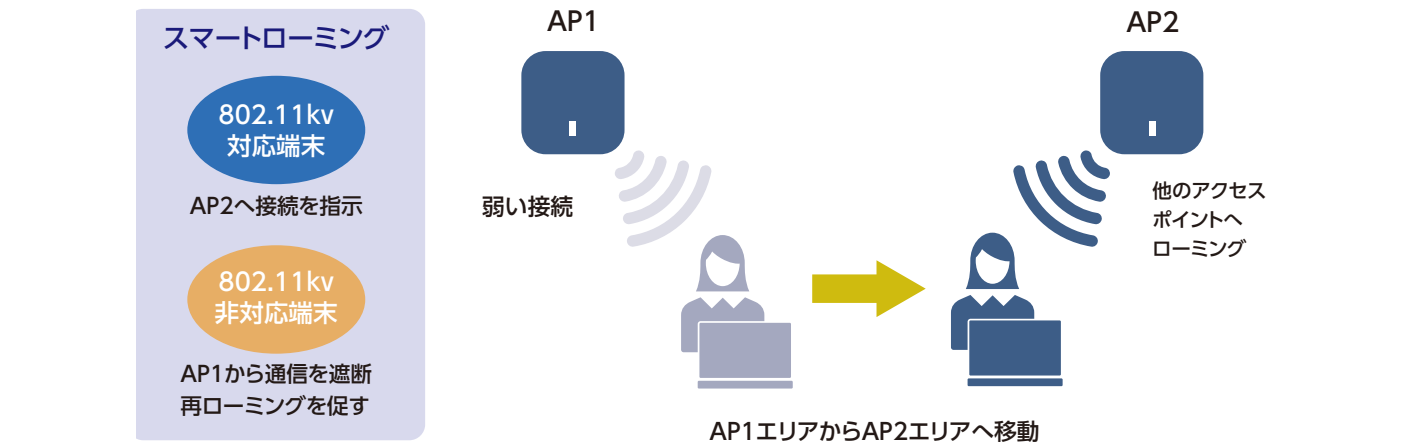 スマートローミング
802.11kv
対応端末
AP2へ接続を指示
802.11kv
非対応端末
AP1から通信を遮断
再ローミングを促す
AP1
弱い接続
AP2
他のアクセス
ポイントへ
ローミング
AP1エリアからAP2エリアへ移動